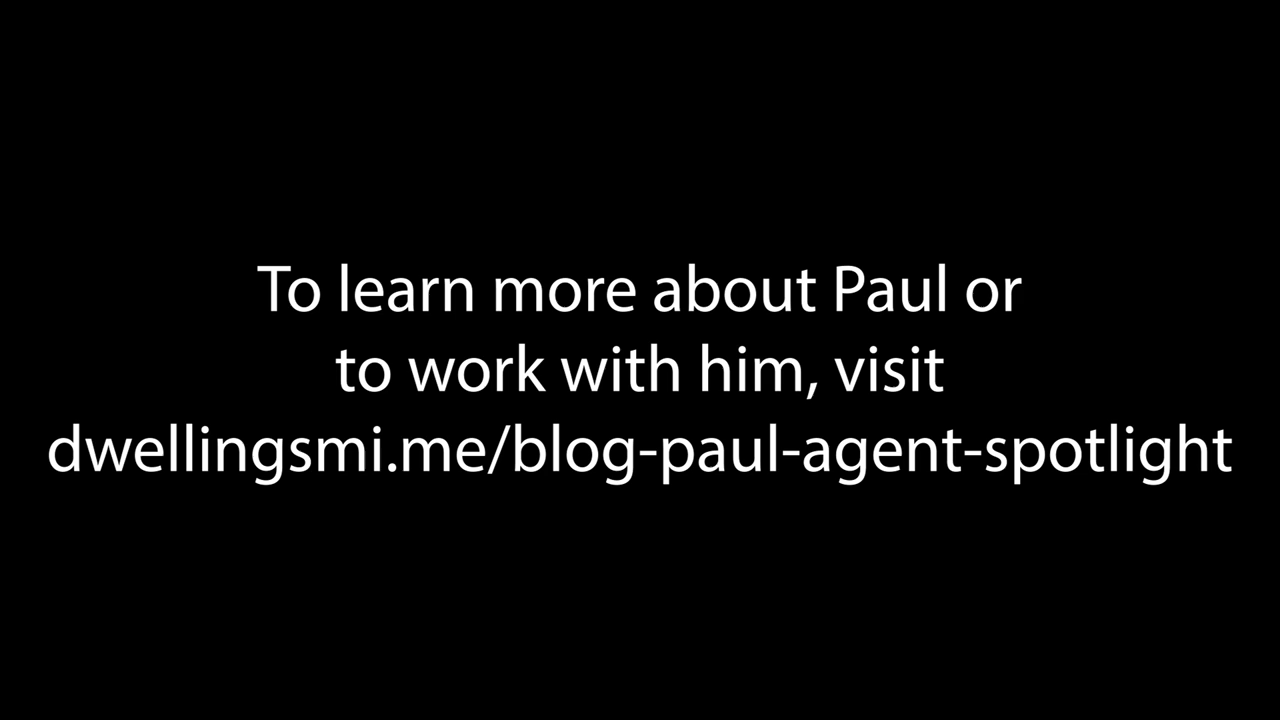 To learn more about Paul or
to work with him, visit
dwellingsmi.me/blog-paul-agent-spotlight